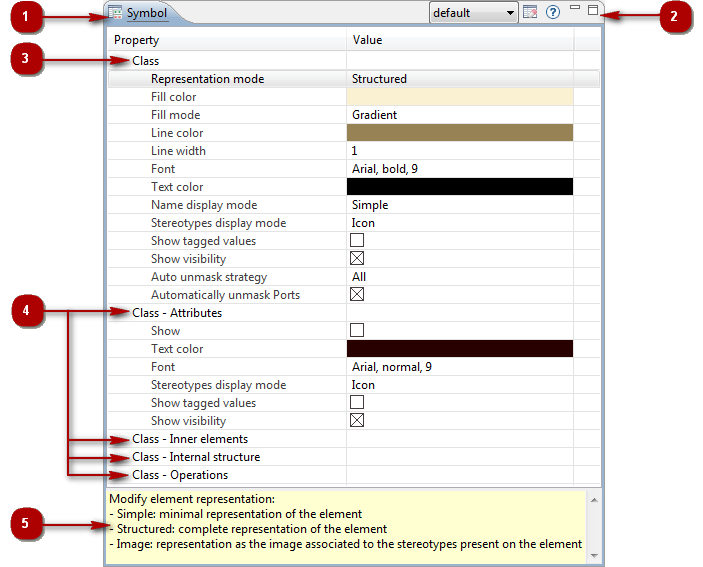 1 Symbol default 2
Property Value
3 Class
Representation mode Structured
Fill color
Fill mode Gradient
Line color
Line width 1
Font Arial, bold, 9
Text color
Name display mode Simple
Stereotypes display mode Icon
Show tagged values
Show visibility
Auto unmask strategy All
Automatically unmask Ports
4 Class - Attributes
Show
Text color
Font Arial, normal, 9
Stereotypes display mode Icon
Show tagged values
Show visibility
Class - Inner elements
Class - Internal structure
Class - Operations
Modify element representation:
- Simple: minimal representation of the element
5 - Structured: complete representation of the element
- Image: representation as the image associated to the stereotypes present on the element